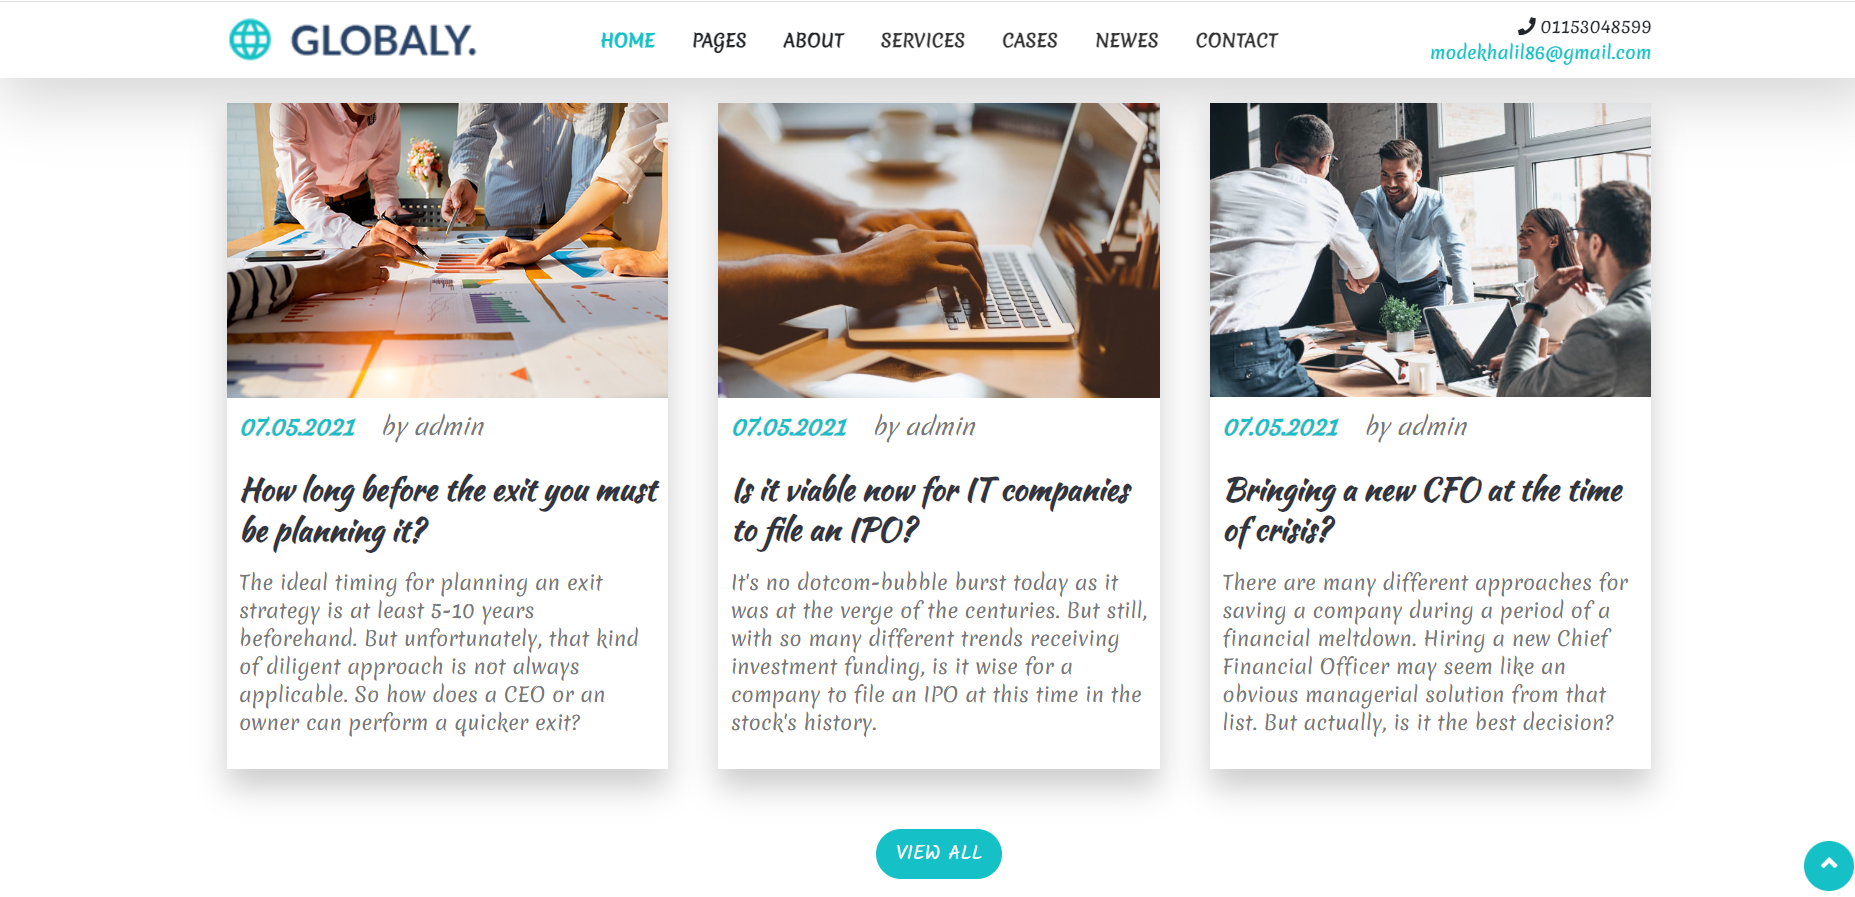 GLOBALY.
HOME PAGES ABOUT SERVICES CASES NEWES CONTACT
01153048599
modekhalil86@gmail.com
07.05.2021 by admin
How long before the exit you must
be planning it?
The ideal timing for planning an exit
strategy is at least 5-10 years
beforehand. But unfortunately, that kind
of diligent approach is not always
applicable. So how does a CEO or an
owner can perform a quicker exit?
07.05.2021 by admin
Is it viable now for IT companies
to file an IPO?
It's no dotcom-bubble burst today as it
was at the verge of the centuries. But still,
with so many different trends receiving
investment funding, is it wise for a
company to file an IPO at this time in the
stock's history.
07.05.2021 by admin
Bringing a new CFO at the time
of crisis?
There are many different approaches for
saving a company during a period of a
financial meltdown. Hiring a new Chief
Financial Officer may seem like an
obvious managerial solution from that
list. But actually, is it the best decision?
VIEW ALL